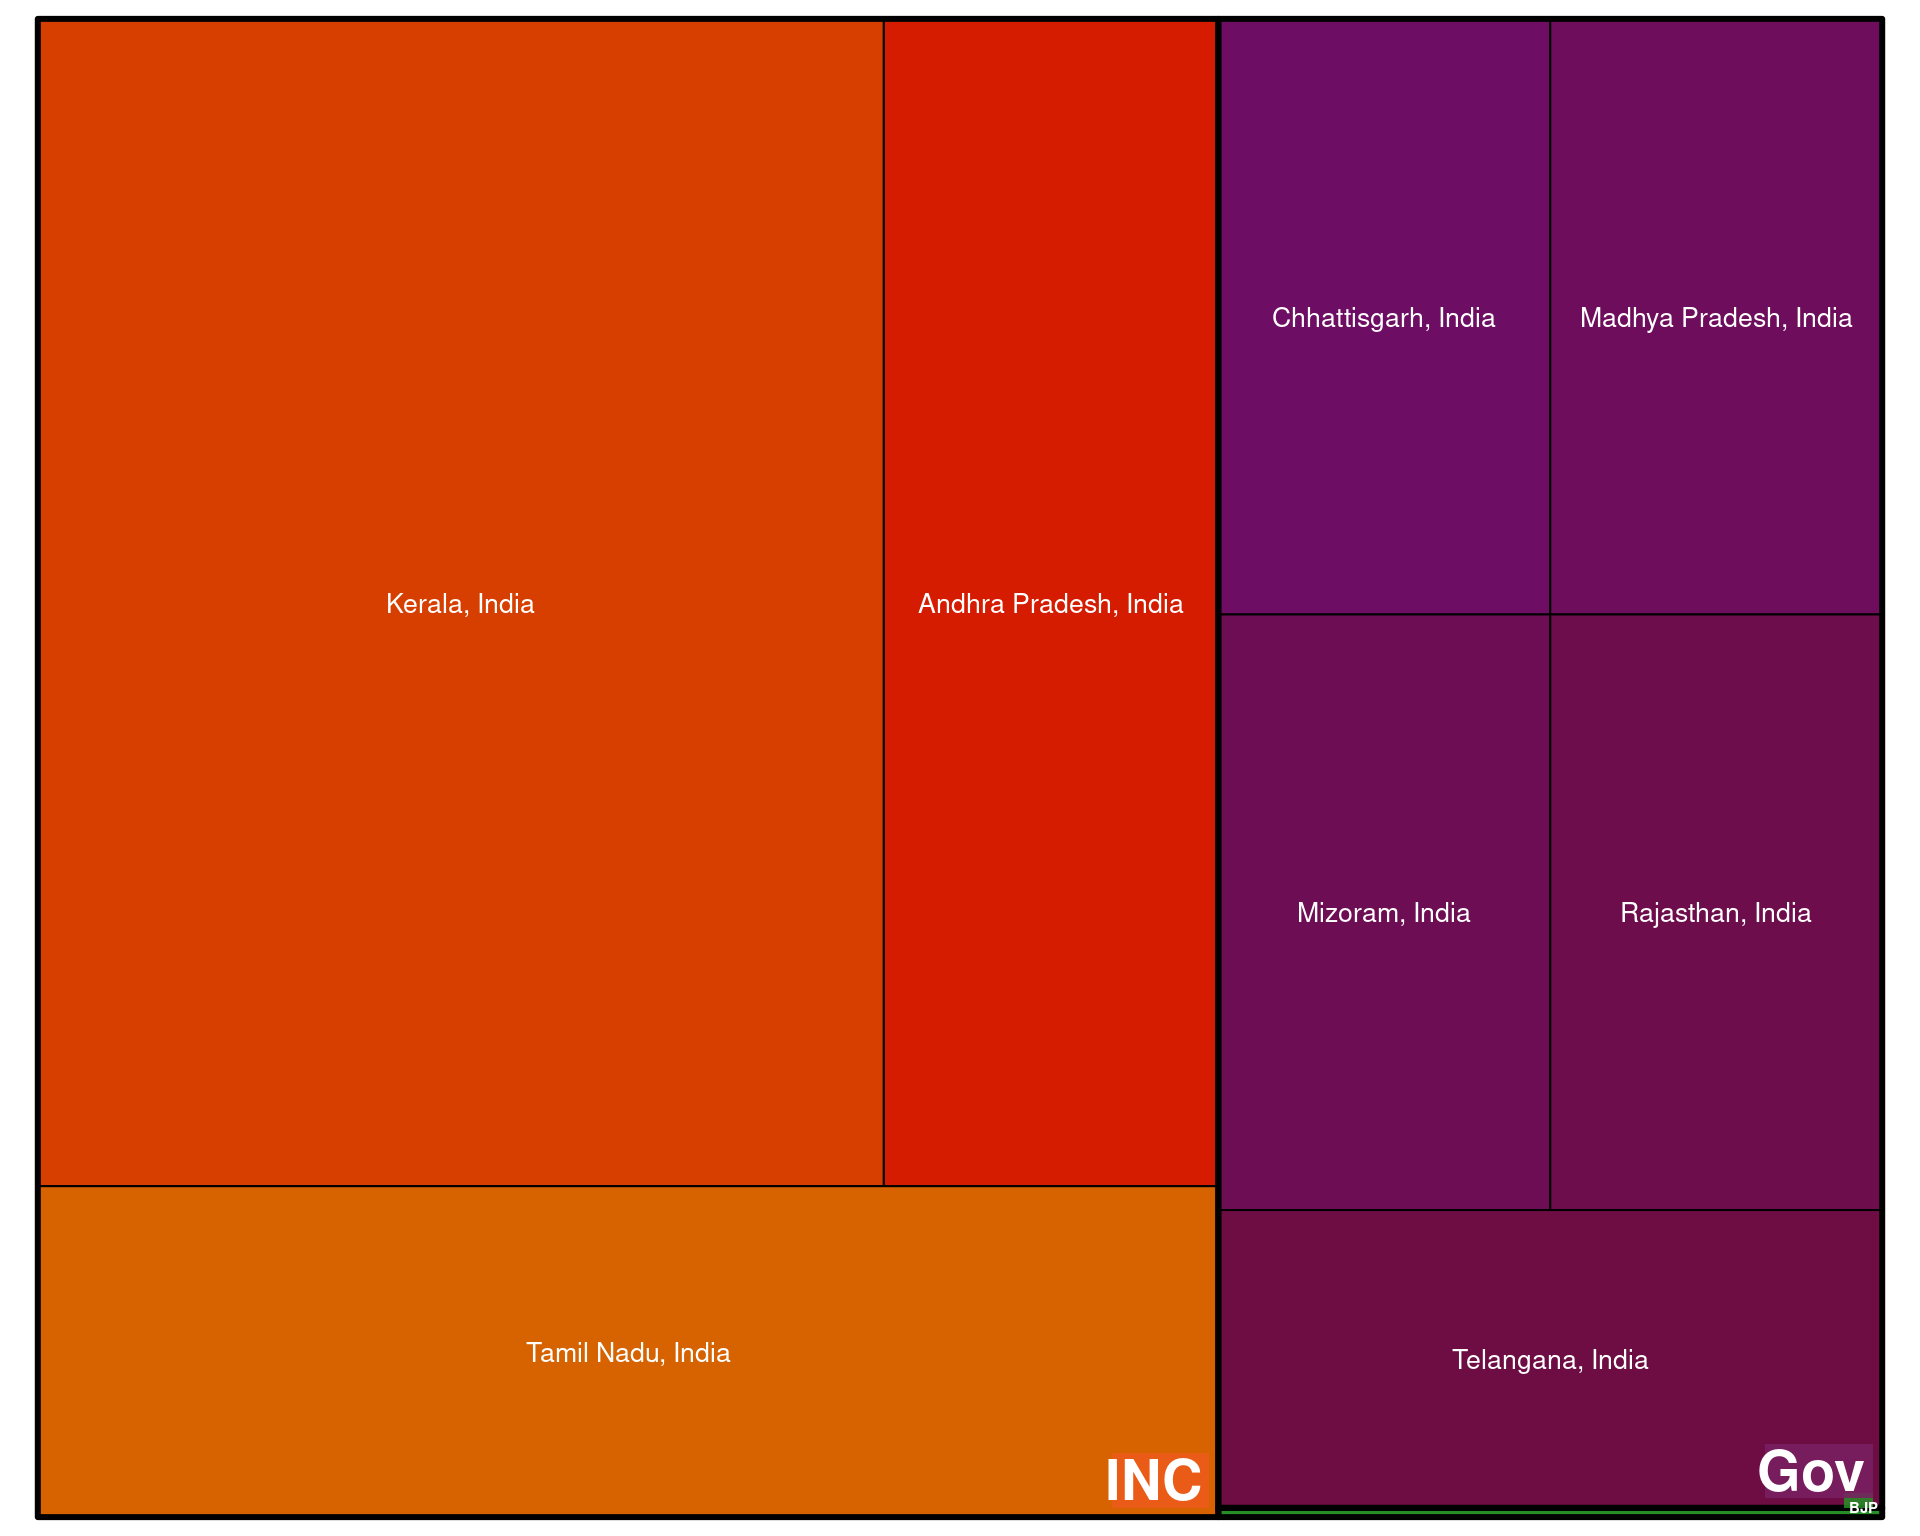 Kerala, India
Andhra Pradesh, India
Tamil Nadu, India
INC
Chhattisgarh, India
Madhya Pradesh, India
Mizoram, India
Rajasthan, India
Telangana, India
Gov
BJP